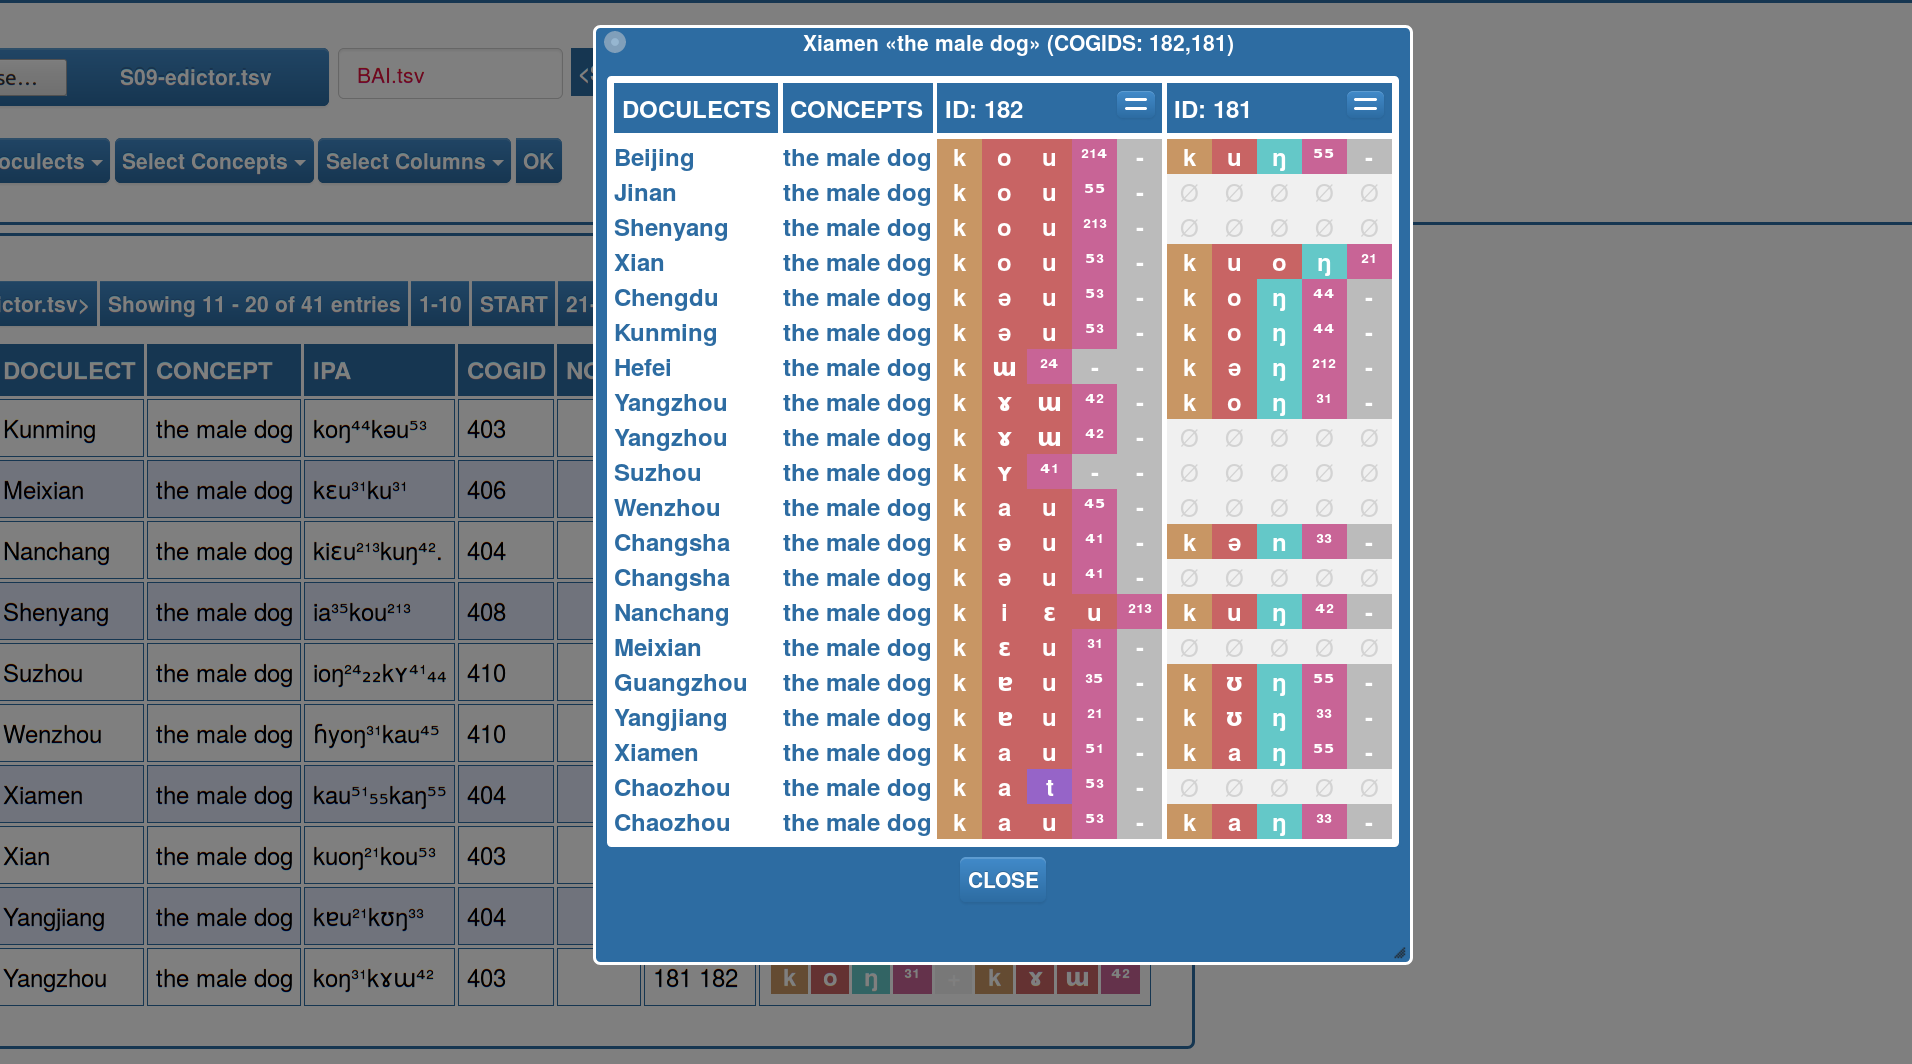 Xiamen «the male dog» (COGIDS: 182,181)
se... S09-edictor.tsv BAI.tsv
oculects Select Concepts Select Columns OK
ictor.tsv> Showing 11 - 20 of 41 entries 1-10 START 21-
DOCULECT CONCEPT IPA COGID NO
Kunming the male dog koŋ⁴⁴kəu⁵³ 403
Meixian the male dog kɛu³¹ku³¹ 406
Nanchang the male dog kiɛu²¹³kuŋ⁴². 404
Shenyang the male dog ia³⁵kou²¹³ 408
Suzhou the male dog ioŋ²⁴₂₂kʏ⁴¹₄₄ 410
Wenzhou the male dog ɦyoŋ³¹kau⁴⁵ 410
Xiamen the male dog kau⁵¹₅₅kaŋ⁵⁵ 404
Xian the male dog kuoŋ²¹kou⁵³ 403
Yangjiang the male dog kɐu²¹kʊŋ³³ 404
Yangzhou the male dog koŋ³¹kɤɯ⁴² 403 181 182 k o ŋ ³¹ + k ɤ ɯ ⁴²
DOCULECTS CONCEPTS ID: 182 ID: 181
Beijing the male dog k o u ²¹⁴ - k u ŋ ⁵⁵ -
Jinan the male dog k o u ⁵⁵ - ∅ ∅ ∅ ∅ ∅
Shenyang the male dog k o u ²¹³ - ∅ ∅ ∅ ∅ ∅
Xian the male dog k o u ⁵³ - k u o ŋ ²¹
Chengdu the male dog k ə u ⁵³ - k o ŋ ⁴⁴ -
Kunming the male dog k ə u ⁵³ - k o ŋ ⁴⁴ -
Hefei the male dog k ɯ ²⁴ - - k ə ŋ ²¹² -
Yangzhou the male dog k ɤ ɯ ⁴² - k o ŋ ³¹ -
Yangzhou the male dog k ɤ ɯ ⁴² - ∅ ∅ ∅ ∅ ∅
Suzhou the male dog k ʏ ⁴¹ - - ∅ ∅ ∅ ∅ ∅
Wenzhou the male dog k a u ⁴⁵ - ∅ ∅ ∅ ∅ ∅
Changsha the male dog k ə u ⁴¹ - k ə n ³³ -
Changsha the male dog k ə u ⁴¹ - ∅ ∅ ∅ ∅ ∅
Nanchang the male dog k i ɛ u ²¹³ k u ŋ ⁴² -
Meixian the male dog k ɛ u ³¹ - ∅ ∅ ∅ ∅ ∅
Guangzhou the male dog k ɐ u ³⁵ - k ʊ ŋ ⁵⁵ -
Yangjiang the male dog k ɐ u ²¹ - k ʊ ŋ ³³ -
Xiamen the male dog k a u ⁵¹ - k a ŋ ⁵⁵ -
Chaozhou the male dog k a t ⁵³ - ∅ ∅ ∅ ∅ ∅
Chaozhou the male dog k a u ⁵³ - k a ŋ ³³ -
CLOSE